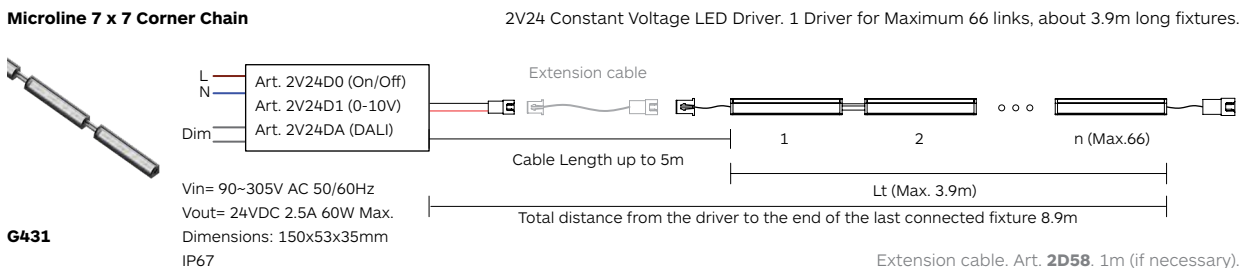 Microline 7 x 7 Corner Chain
2V24 Constant Voltage LED Driver. 1 Driver for Maximum 66 links, about 3.9m long fixtures.
L
N
Dim
Art. 2V24D0 (On/Off)
Art. 2V24D1 (0-10V)
Art. 2V24DA (DALI)
Extension cable
1
2
n (Max.66)
Cable Length up to 5m
Lt (Max. 3.9m)
Total distance from the driver to the end of the last connected fixture 8.9m
Vin= 90~305V AC 50/60Hz
Vout= 24VDC 2.5A 60W Max.
Dimensions: 150x53x35mm
IP67
G431
Extension cable. Art. 2D58. 1m (if necessary).